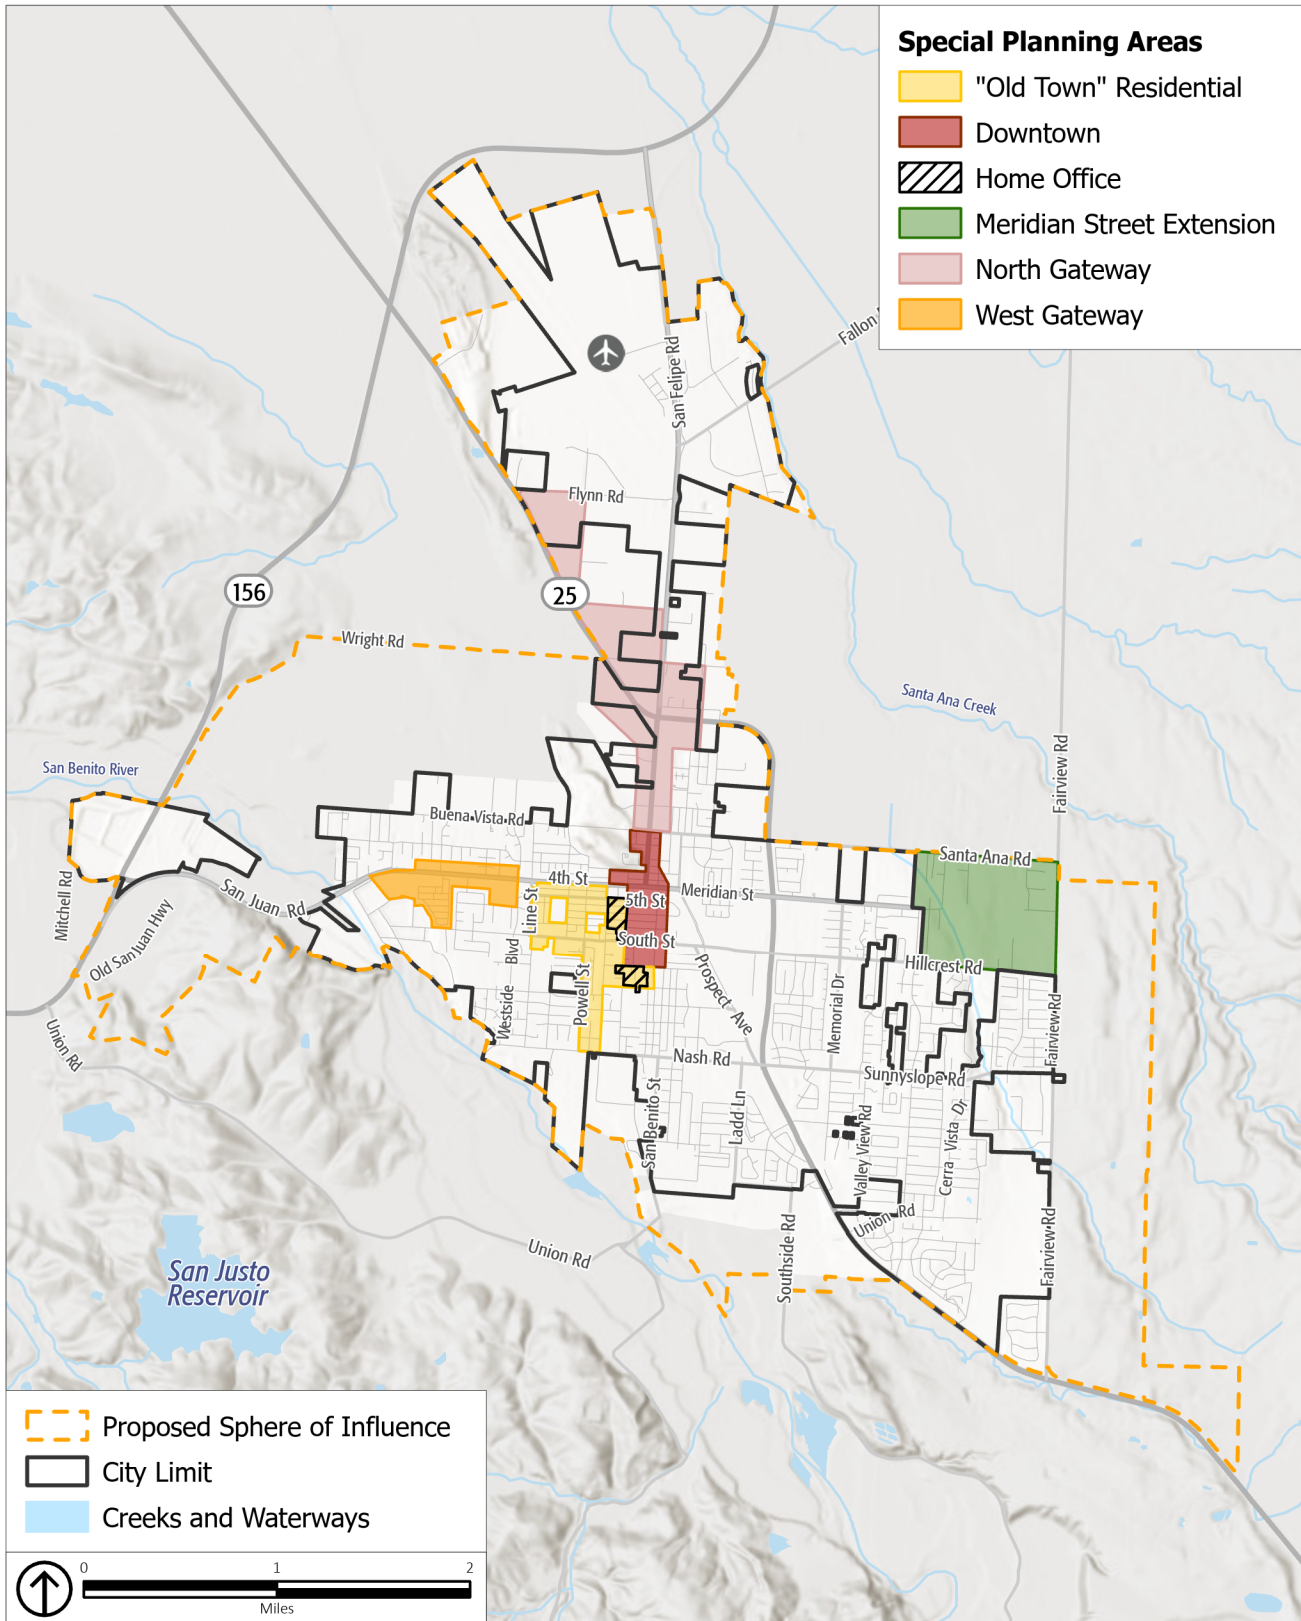 Special Planning Areas
"Old Town" Residential
Downtown
Home Office
Meridian Street Extension
North Gateway
West Gateway
Fallon
San Felipe Rd
Flynn Rd
156
25
Wright Rd
Santa Ana Creek
Fairview Rd
San Benito River
Buena Vista Rd
Santa Ana Rd
4th St
Meridian St
5th St
Line St
San Juan Rd
Mitchell Rd
Old San Juan Hwy
South St
Hillcrest Rd
Westside Blvd
Powell St
Prospect Ave
Memorial Dr
Fairview Rd
Union Rd
Nash Rd
Sunnyslope Rd
San Benito St
Ladd Ln
Valley View Rd
Cerra Vista Dr
Union Rd
Union Rd
Southside Rd
Fairview Rd
San Justo
Reservoir
Proposed Sphere of Influence
City Limit
Creeks and Waterways
0 1 2
Miles